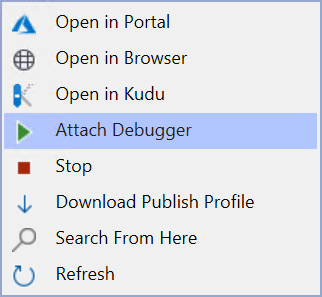 Open in Portal
Open in Browser
Open in Kudu
Attach Debugger
Stop
Download Publish Profile
Search From Here
Refresh